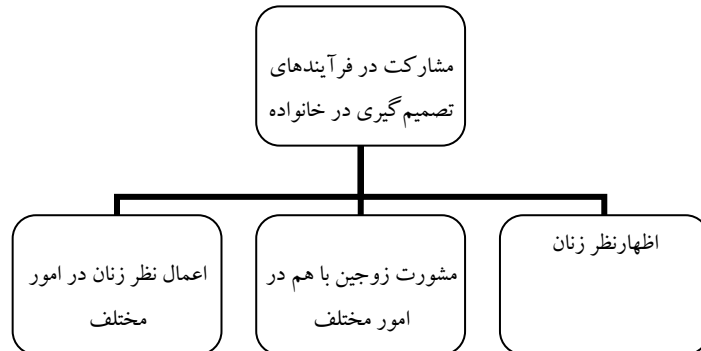 مشارکت در فرآیندهای
تصمیم‌گیری در خانواده
اظهارنظر زنان
مشورت زوجین با هم در
امور مختلف
اعمال نظر زنان در امور
مختلف